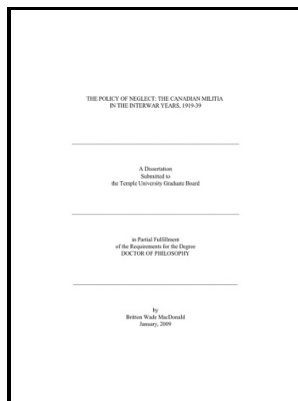 THE POLICY OF NEGLECT: THE CANADIAN MILITIA
IN THE INTERWAR YEARS, 1919-39
A Dissertation
Submitted to
the Temple University Graduate Board
in Partial Fulfillment
of the Requirements for the Degree
DOCTOR OF PHILOSOPHY
by
Britton Wade MacDonald
January, 2009